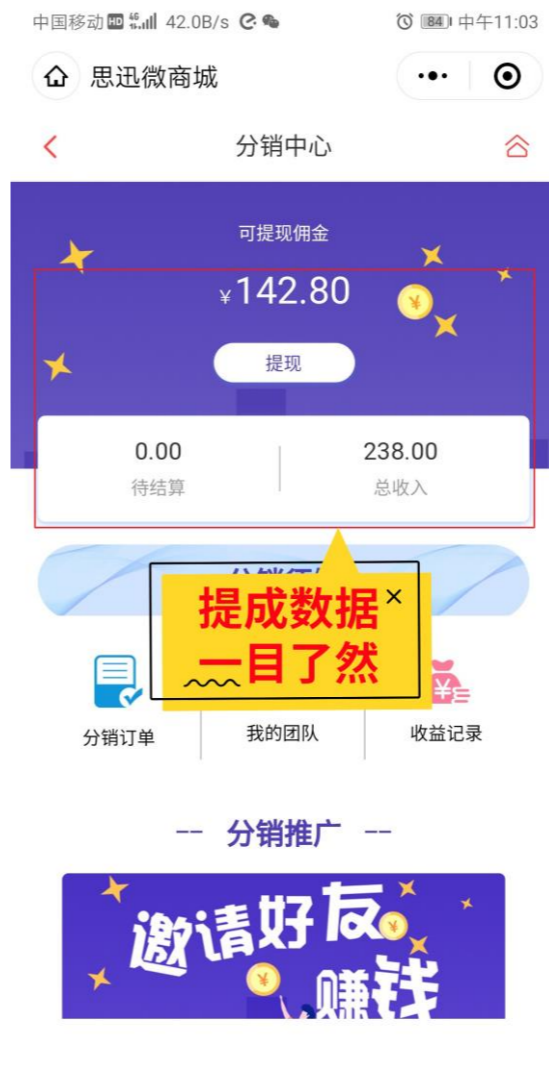 中国移动 HD 46 42.0B/s 84 中午11:03
思迅微商城
分销中心
可提现佣金
¥142.80
提现
0.00 238.00
待结算 总收入
提成数据
一目了然
分销订单 我的团队 收益记录
-- 分销推广 --
邀请好友
赚钱